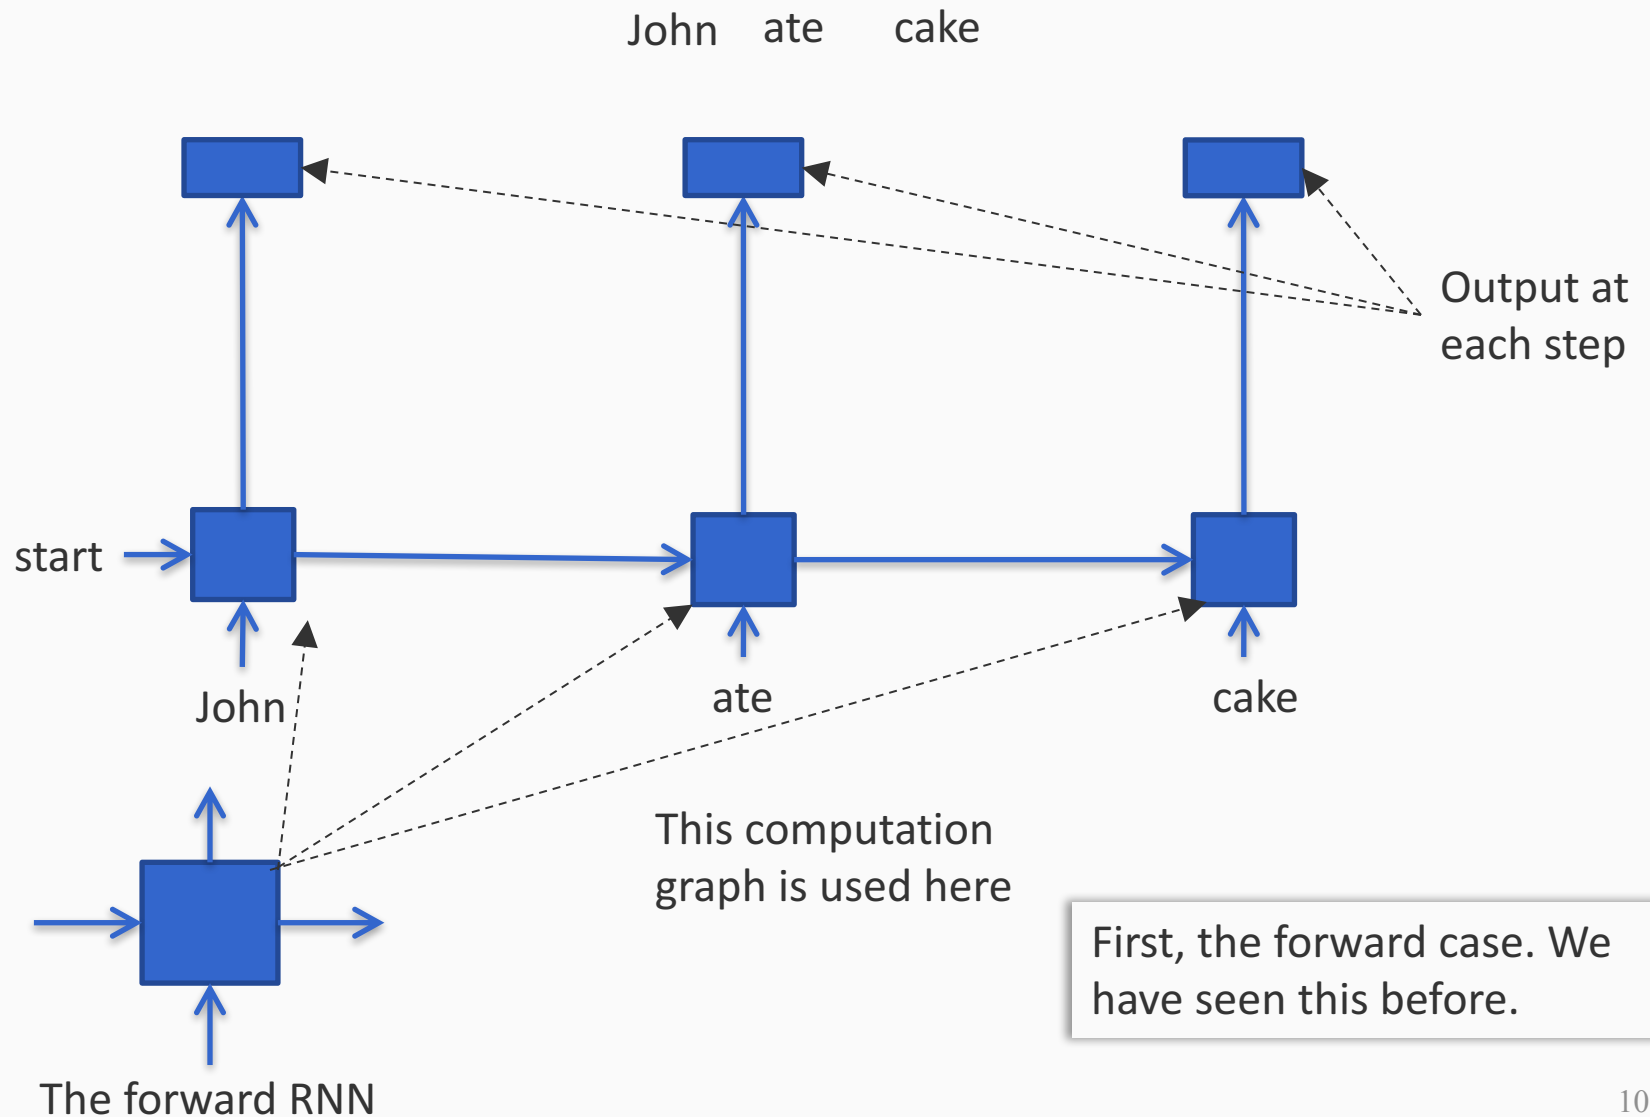 John ate cake
Output at
each step
start
John
ate
cake
This computation
graph is used here
First, the forward case. We
have seen this before.
The forward RNN
10